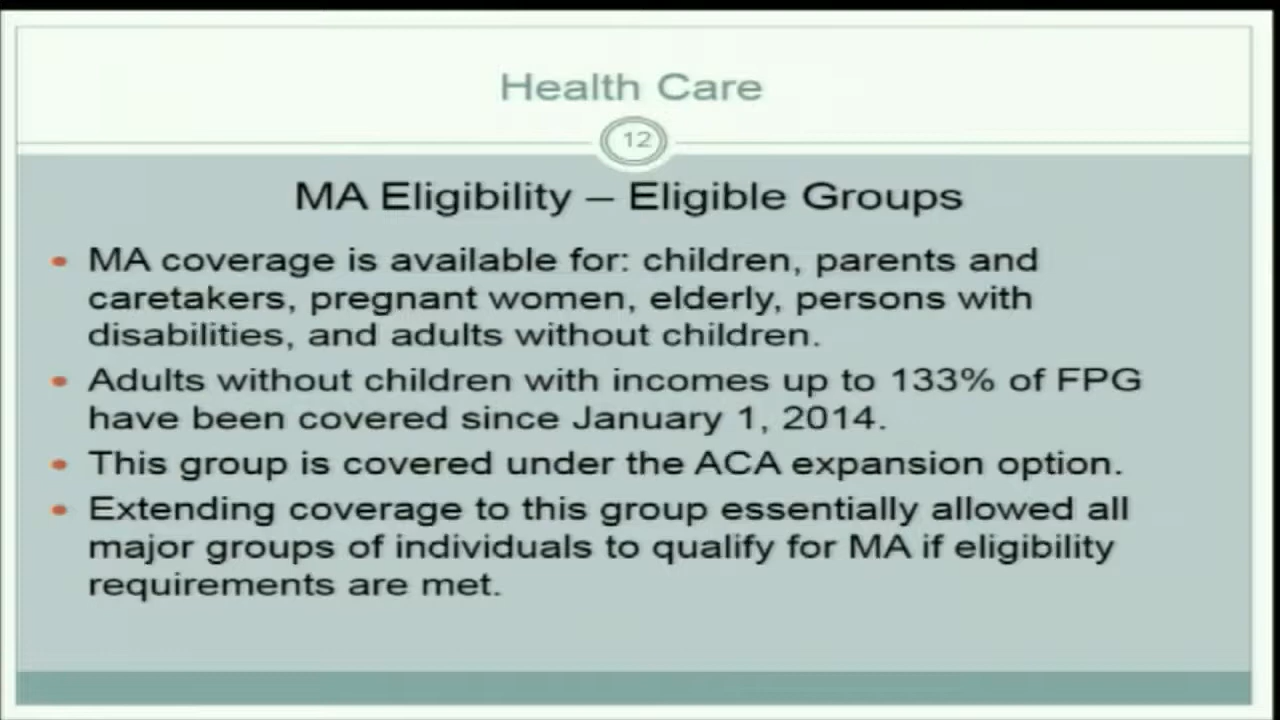 Health Care
12
MA Eligibility – Eligible Groups
• MA coverage is available for: children, parents and
caretakers, pregnant women, elderly, persons with
disabilities, and adults without children.
• Adults without children with incomes up to 133% of FPG
have been covered since January 1, 2014.
• This group is covered under the ACA expansion option.
• Extending coverage to this group essentially allowed all
major groups of individuals to qualify for MA if eligibility
requirements are met.